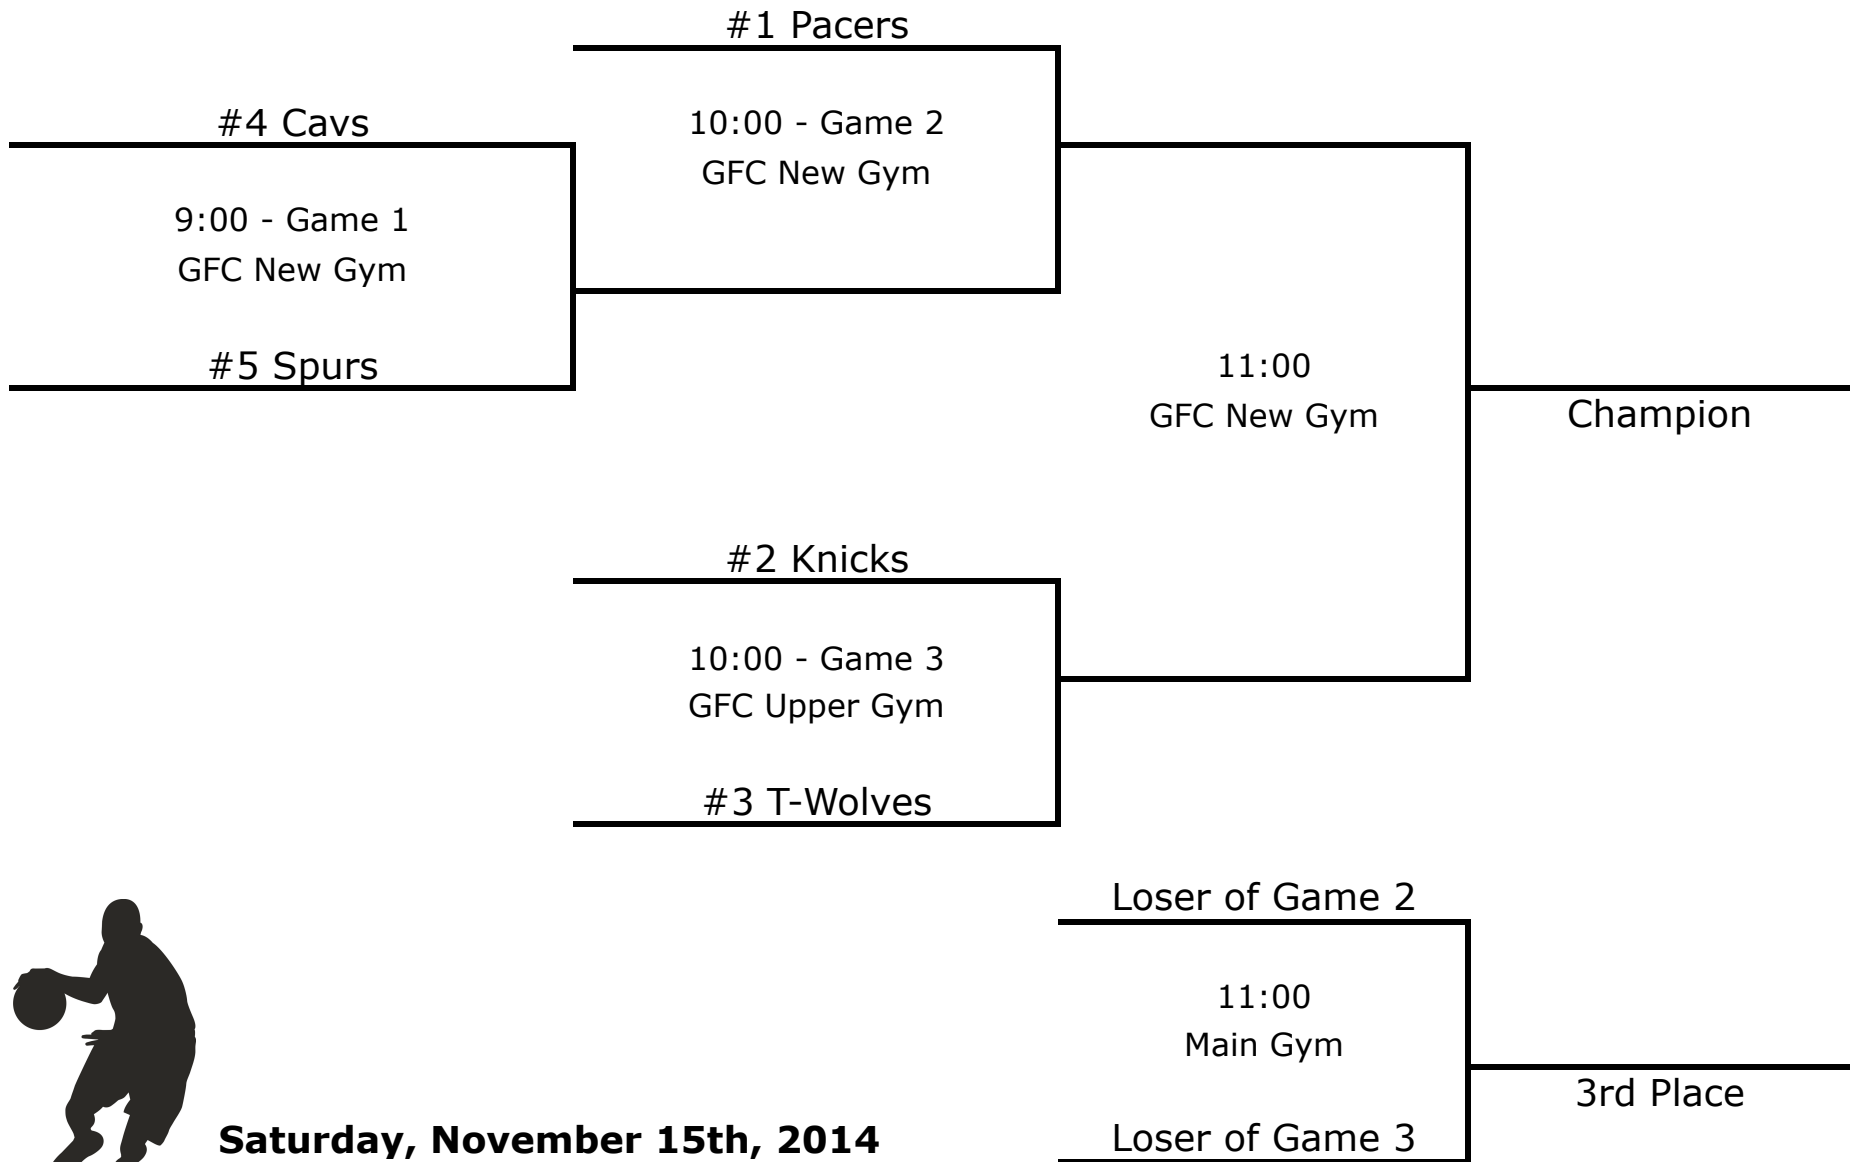 #1 Pacers
#4 Cavs
10:00 - Game 2
GFC New Gym
9:00 - Game 1
GFC New Gym
#5 Spurs
11:00
GFC New Gym
Champion
#2 Knicks
10:00 - Game 3
GFC Upper Gym
#3 T-Wolves
Loser of Game 2
11:00
Main Gym
3rd Place
Loser of Game 3
Saturday, November 15th, 2014